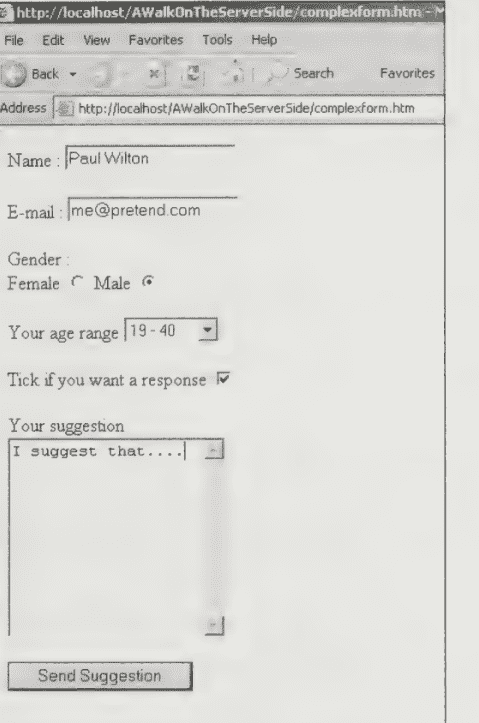 http://localhost/AWalkOnTheServerSide/complexform.htm - M
File Edit View Favorites Tools Help
Back Search Favorites
Address http://localhost/AWalkOnTheServerSide/complexform.htm
Name : Paul Wilton
E-mail : me@pretend.com
Gender :
Female Male
Your age range 19 - 40
Tick if you want a response
Your suggestion
I suggest that....
Send Suggestion